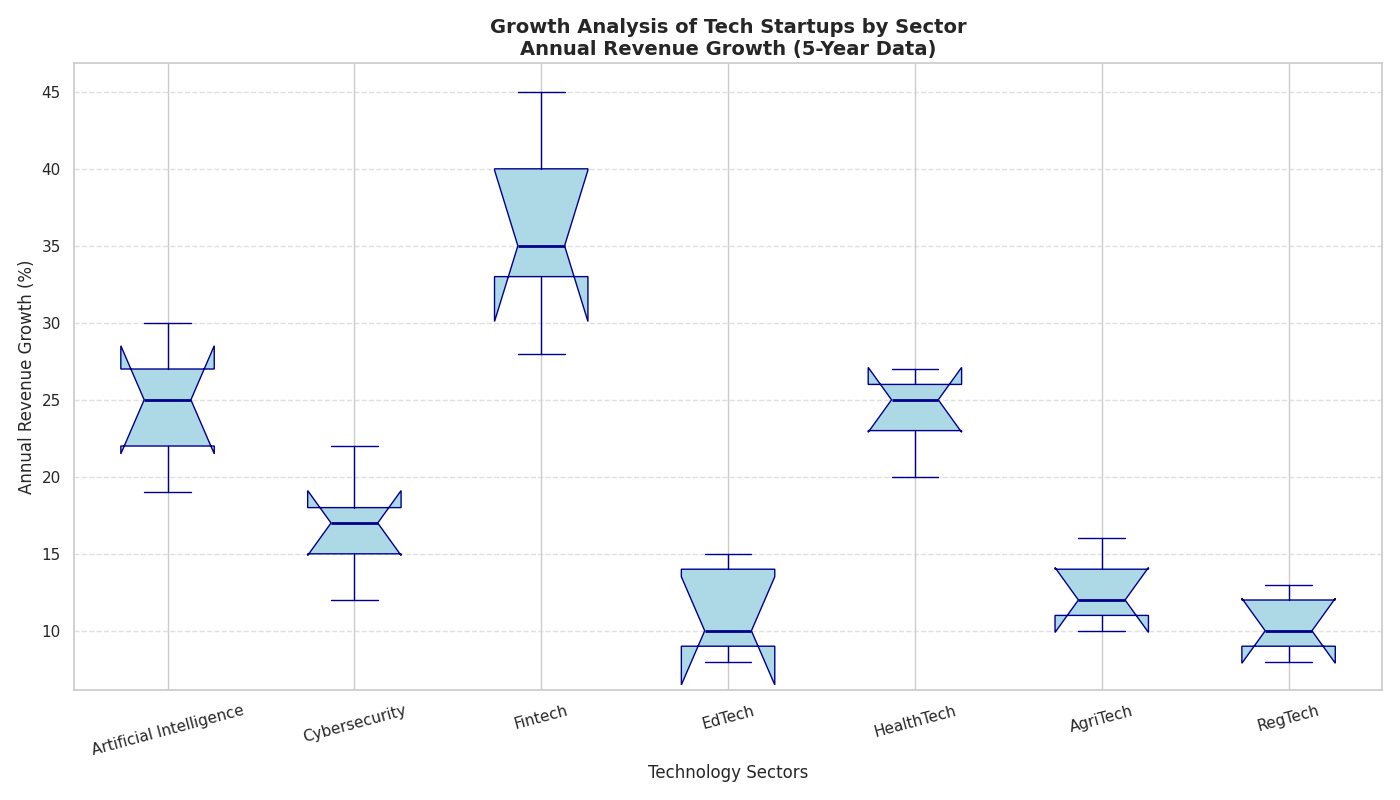 Growth Analysis of Tech Startups by Sector
Annual Revenue Growth (5-Year Data)
Annual Revenue Growth (%)
45
40
35
30
25
20
15
10
Artificial Intelligence
Cybersecurity
Fintech
EdTech
HealthTech
AgriTech
RegTech
Technology Sectors